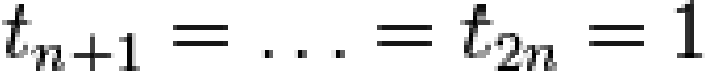 t_{n+1} = ... = t_{2n} = 1